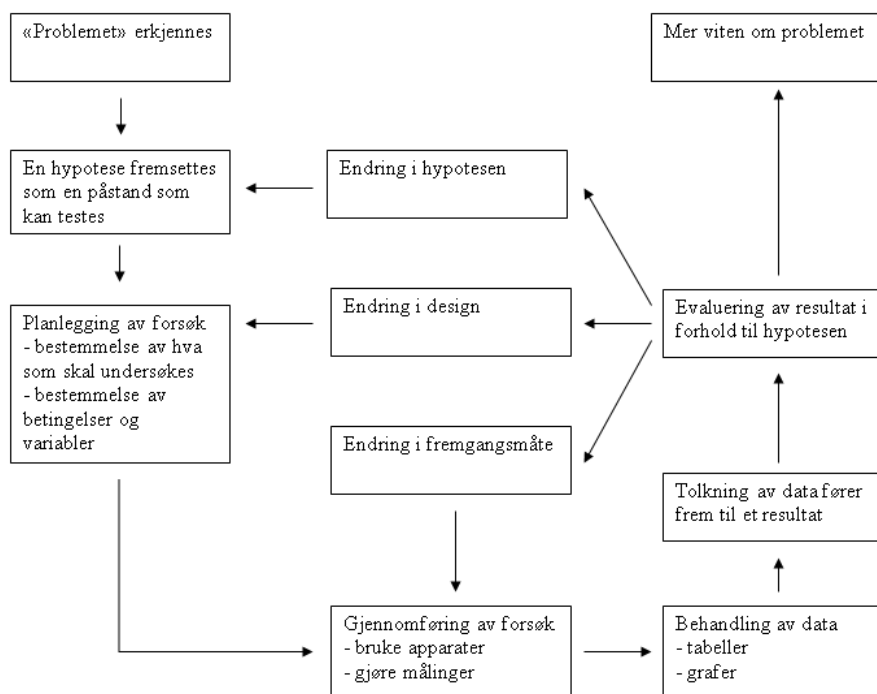 «Problemet» erkjennes
Mer viten om problemet
En hypotese fremsettes
som en påstand som
kan testes
Endring i hypotesen
Planlegging av forsøk
- bestemmelse av hva
som skal undersøkes
- bestemmelse av
betingelser og
variabler
Endring i design
Evaluering av resultat i
forhold til hypotesen
Endring i fremgangsmåte
Tolkning av data fører
frem til et resultat
Gjennomføring av forsøk
- bruke apparater
- gjøre målinger
Behandling av data
- tabeller
- grafer